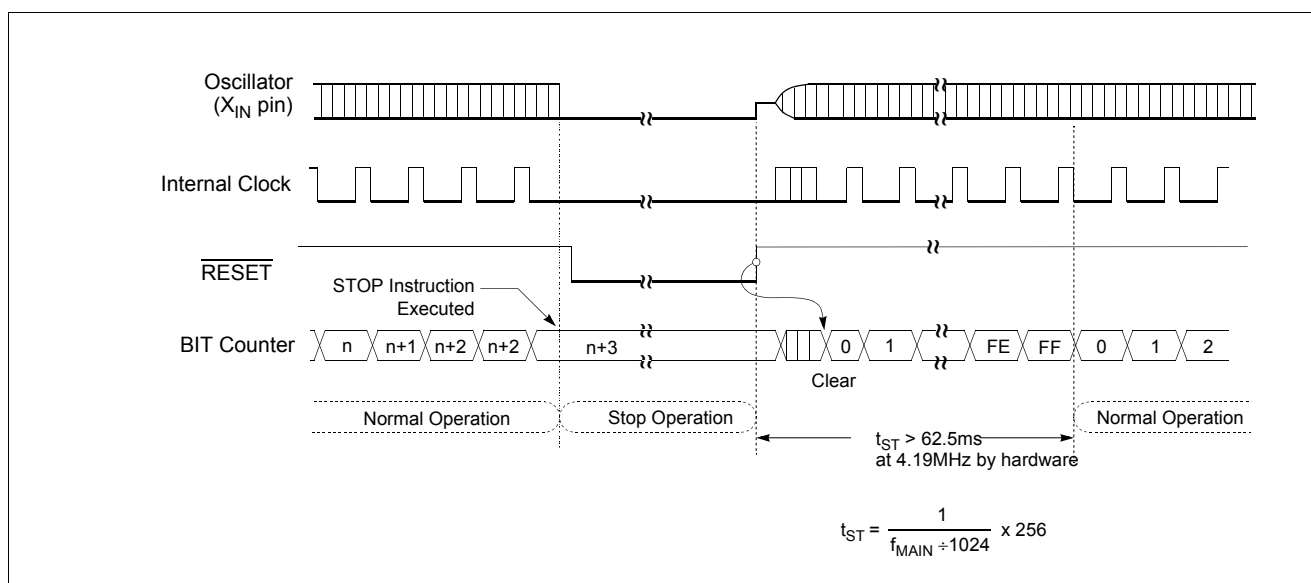 Oscillator
(XIN pin)
Internal Clock
RESET
STOP Instruction
Executed
BIT Counter
n n+1 n+2 n+2 n+3 0 1 FE FF 0 1 2
Clear
Normal Operation Stop Operation Normal Operation
tST > 62.5ms
at 4.19MHz by hardware
tST = 1 / fMAIN ÷1024 x 256